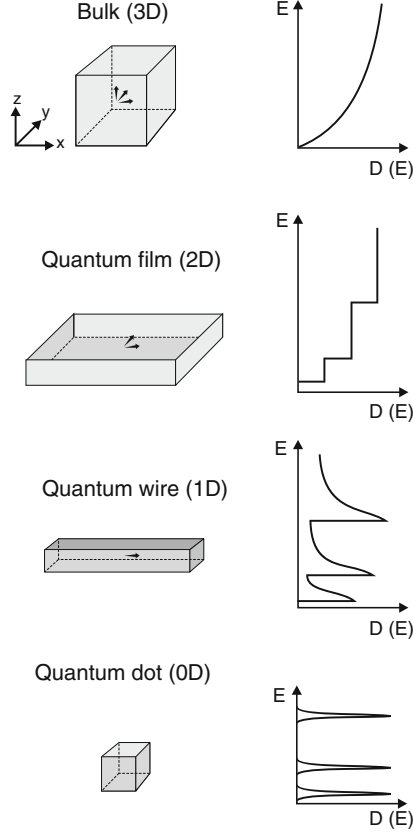 Bulk (3D)
E
z
y
x
D (E)
Quantum film (2D)
E
D (E)
Quantum wire (1D)
E
D (E)
Quantum dot (0D)
E
D (E)